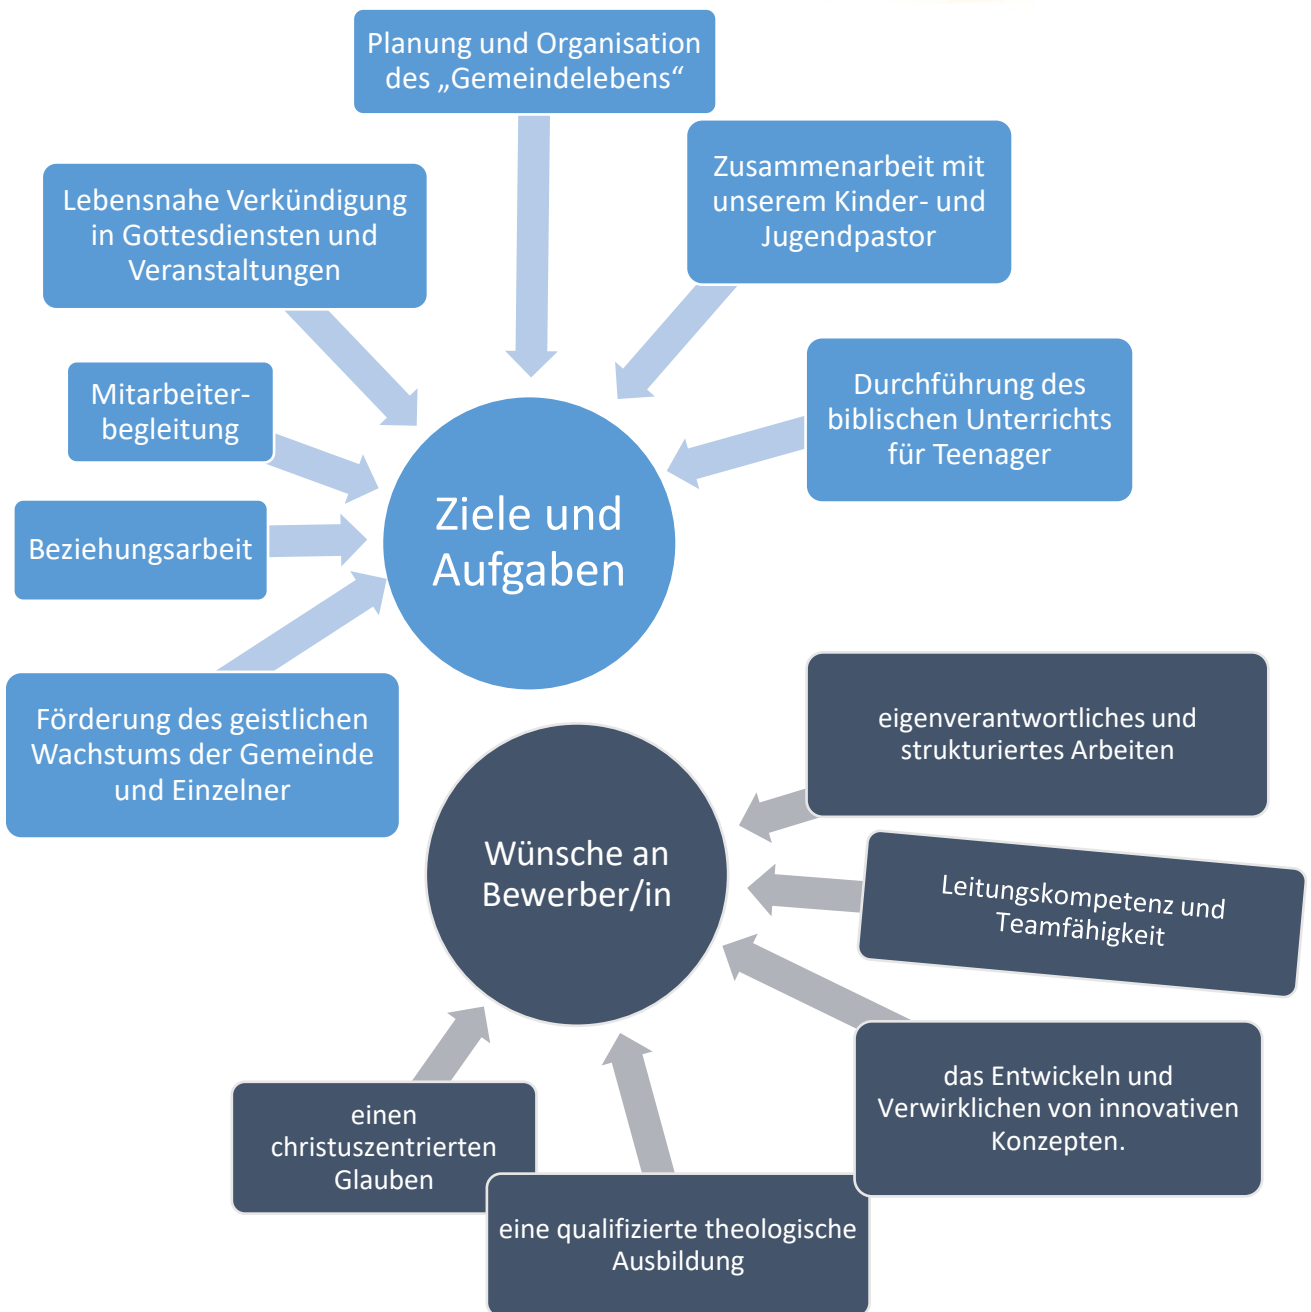 Planung und Organisation
des „Gemeindelebens“
Zusammenarbeit mit
unserem Kinder- und
Jugendpastor
Lebensnahe Verkündigung
in Gottesdiensten und
Veranstaltungen
Durchführung des
biblischen Unterrichts
für Teenager
Mitarbeiter-
begleitung
Beziehungsarbeit
Ziele und
Aufgaben
Förderung des geistlichen
Wachstums der Gemeinde
und Einzelner
eigenverantwortliches und
strukturiertes Arbeiten
Wünsche an
Bewerber/in
Leitungskompetenz und
Teamfähigkeit
das Entwickeln und
Verwirklichen von innovativen
Konzepten.
einen
christuszentrierten
Glauben
eine qualifizierte theologische
Ausbildung